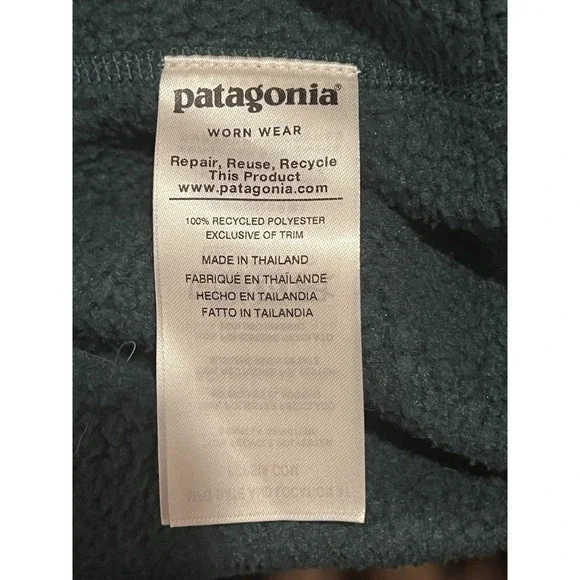 patagonia®
WORN WEAR
Repair, Reuse, Recycle
This Product
www.patagonia.com
100% RECYCLED POLYESTER
EXCLUSIVE OF TRIM
MADE IN THAILAND
FABRIQUÉ EN THAÏLANDE
HECHO EN TAILANDIA
FATTO IN TAILANDIA